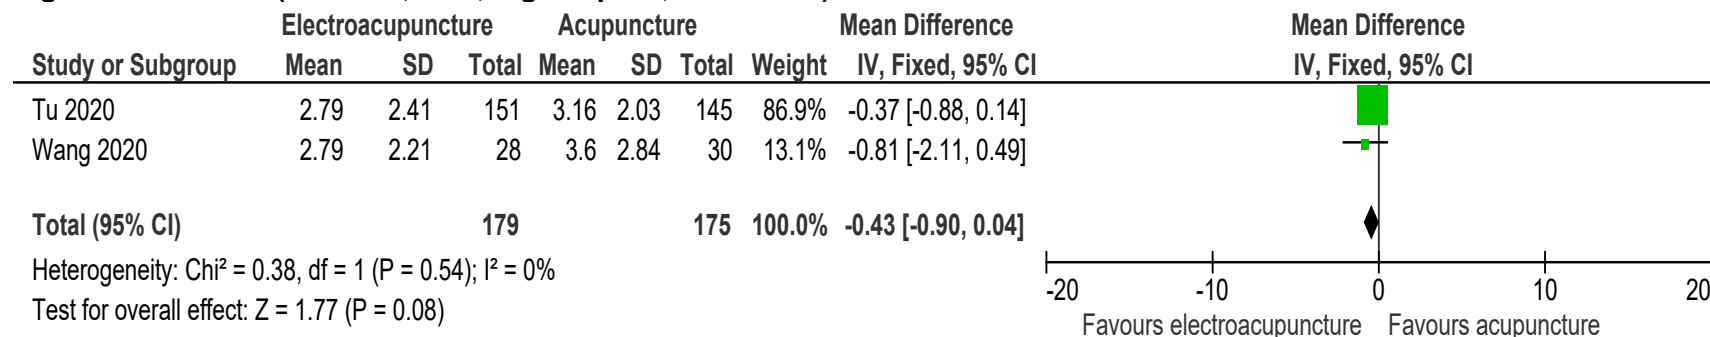 Electroacupuncture Acupuncture Mean Difference Mean Difference
Study or Subgroup Mean SD Total Mean SD Total Weight IV, Fixed, 95% CI IV, Fixed, 95% CI
Tu 2020 2.79 2.41 151 3.16 2.03 145 86.9% -0.37 [-0.88, 0.14]
Wang 2020 2.79 2.21 28 3.6 2.84 30 13.1% -0.81 [-2.11, 0.49]
Total (95% CI) 179 175 100.0% -0.43 [-0.90, 0.04]
Heterogeneity: Chi² = 0.38, df = 1 (P = 0.54); I² = 0%
Test for overall effect: Z = 1.77 (P = 0.08)
-20 -10 0 10 20
Favours electroacupuncture Favours acupuncture